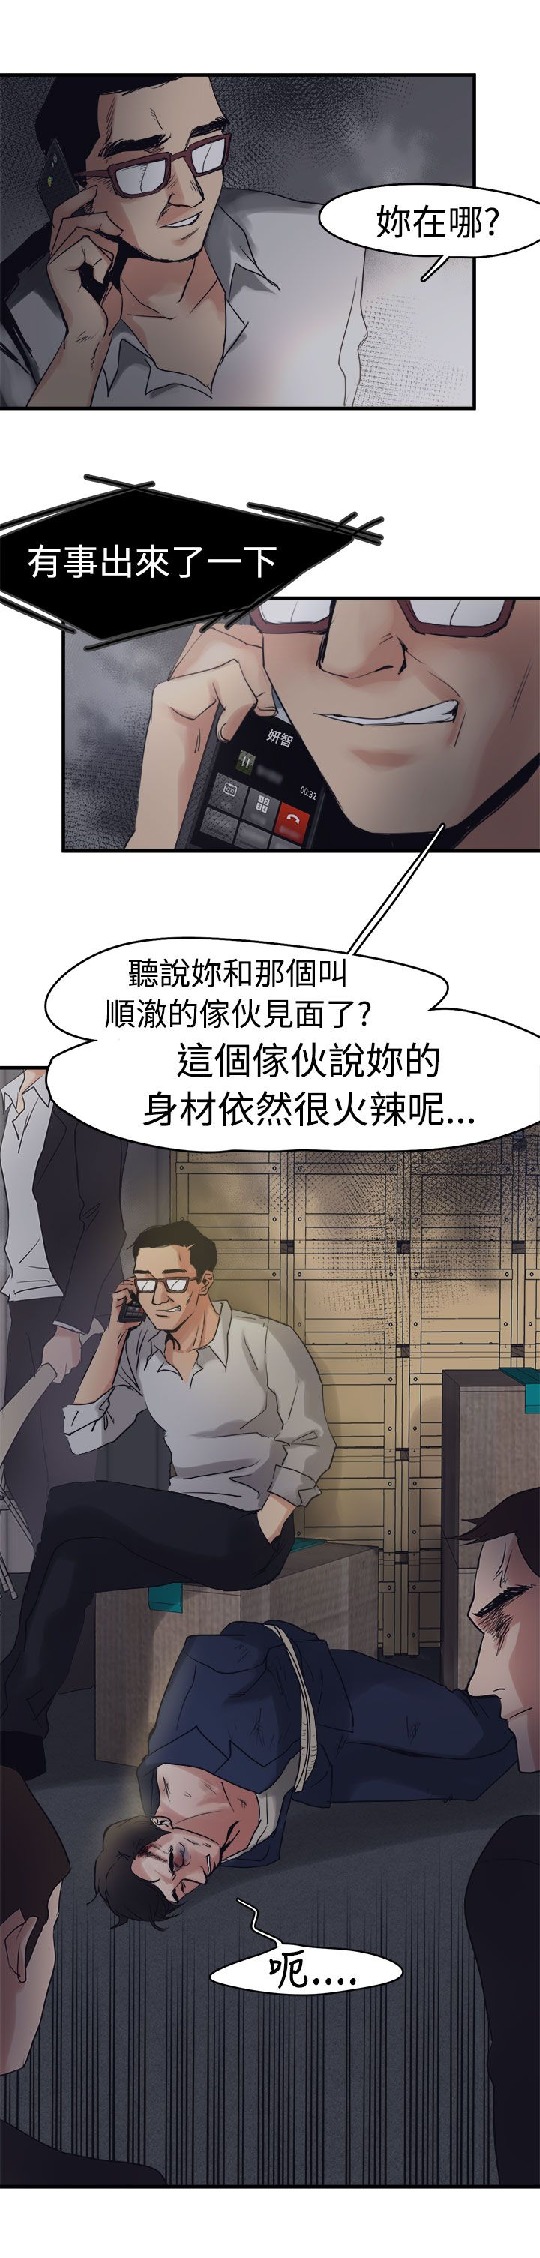 妳在哪?
有事出來了一下
妍智
00:32
聽說妳和那個叫
順澈的傢伙見面了?
這個傢伙說妳的
身材依然很火辣呢...
呃....